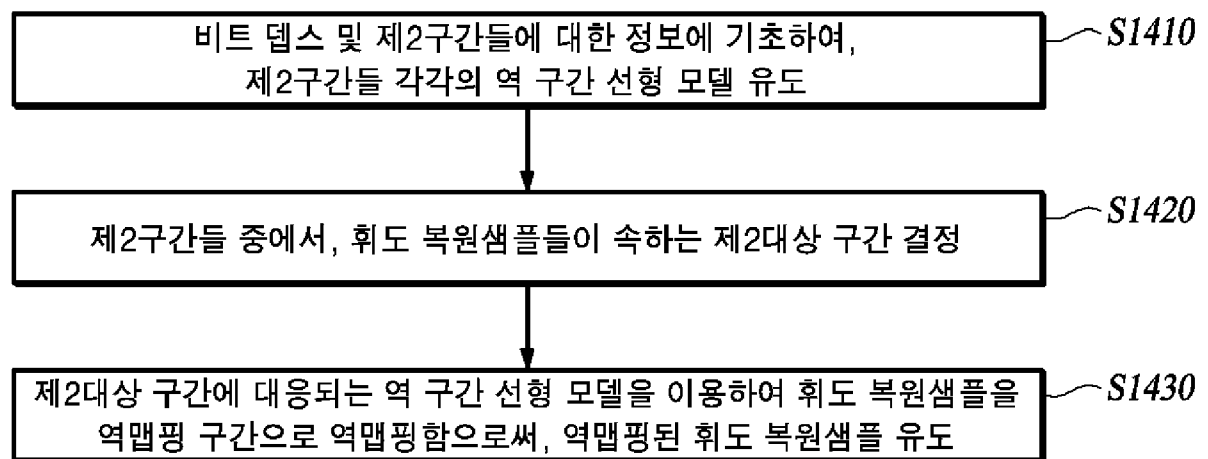 비트 뎁스 및 제2구간들에 대한 정보에 기초하여,
제2구간들 각각의 역 구간 선형 모델 유도
S1410
제2구간들 중에서, 휘도 복원샘플들이 속하는 제2대상 구간 결정
S1420
제2대상 구간에 대응되는 역 구간 선형 모델을 이용하여 휘도 복원샘플을
역맵핑 구간으로 역맵핑함으로써, 역맵핑된 휘도 복원샘플 유도
S1430